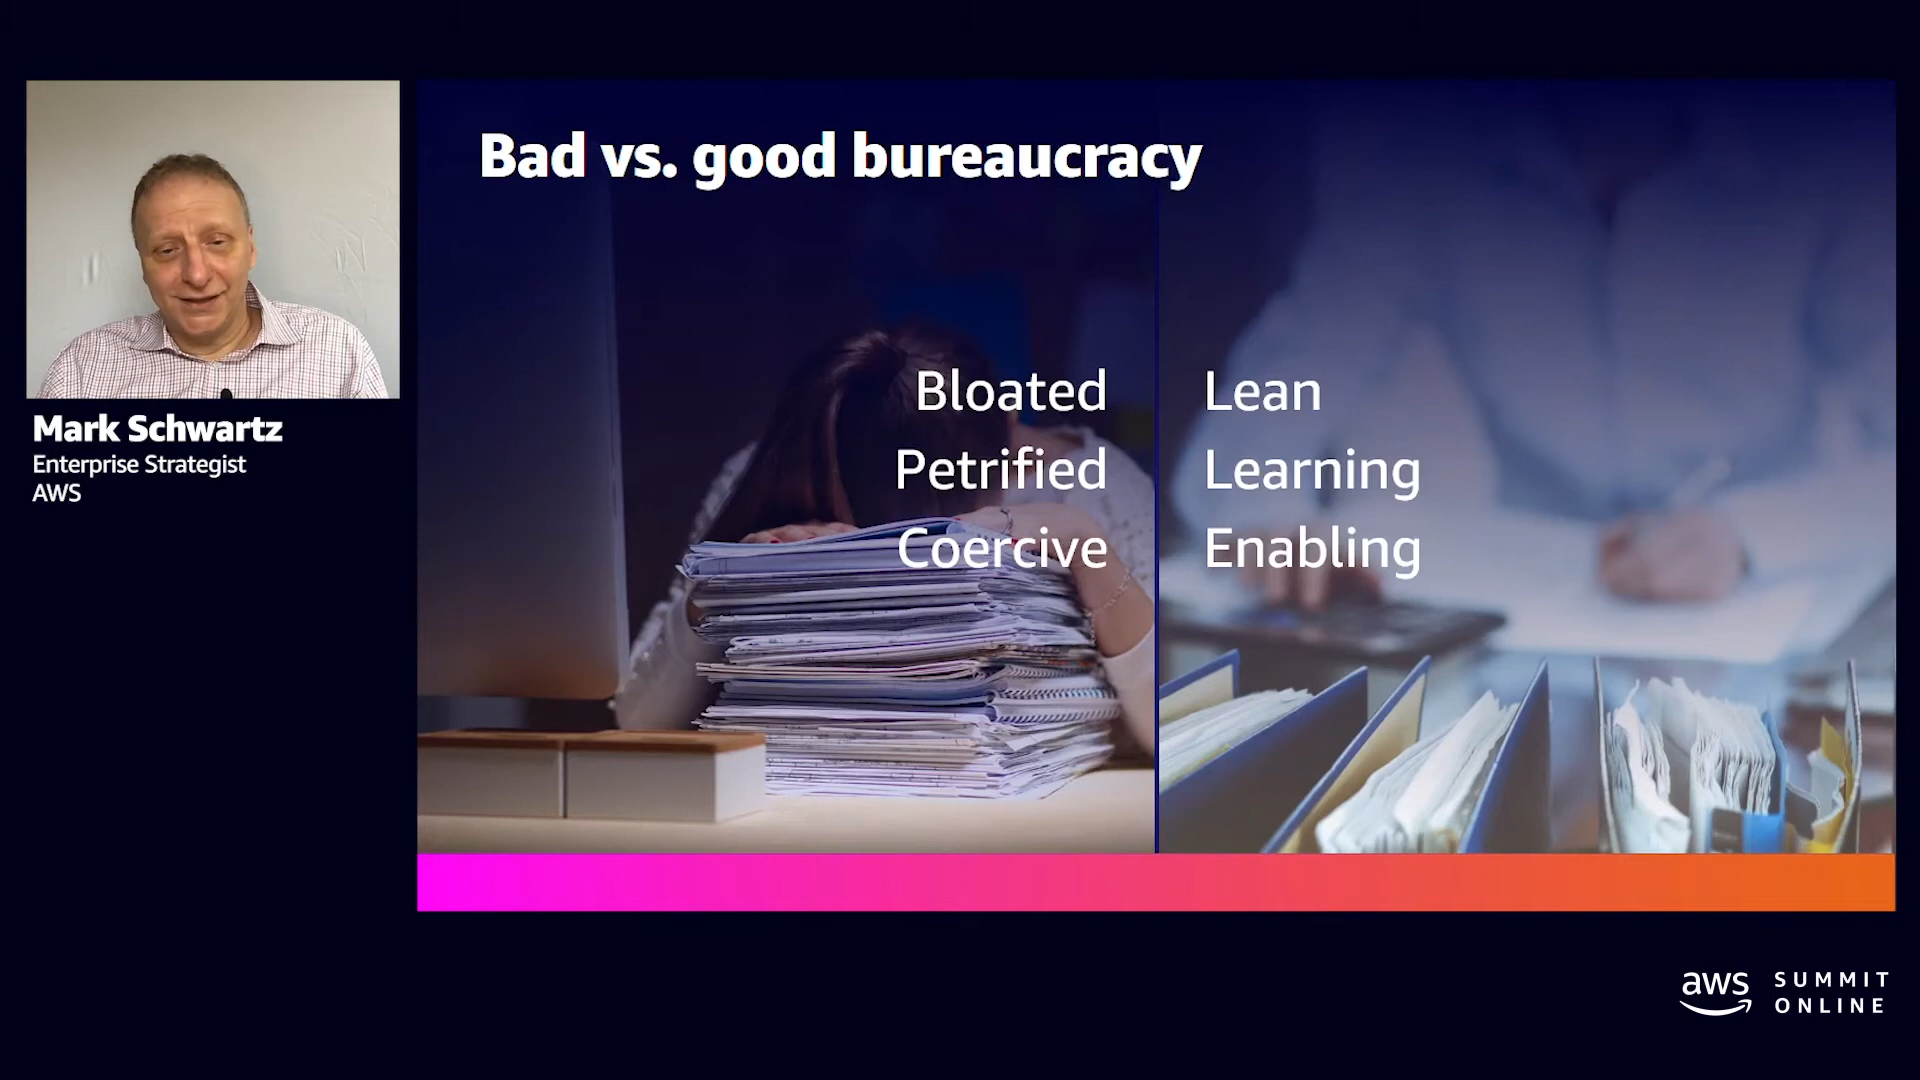 Bad vs. good bureaucracy
Bloated
Petrified
Coercive
Lean
Learning
Enabling
Mark Schwartz
Enterprise Strategist
AWS
aws
SUMMIT
ONLINE